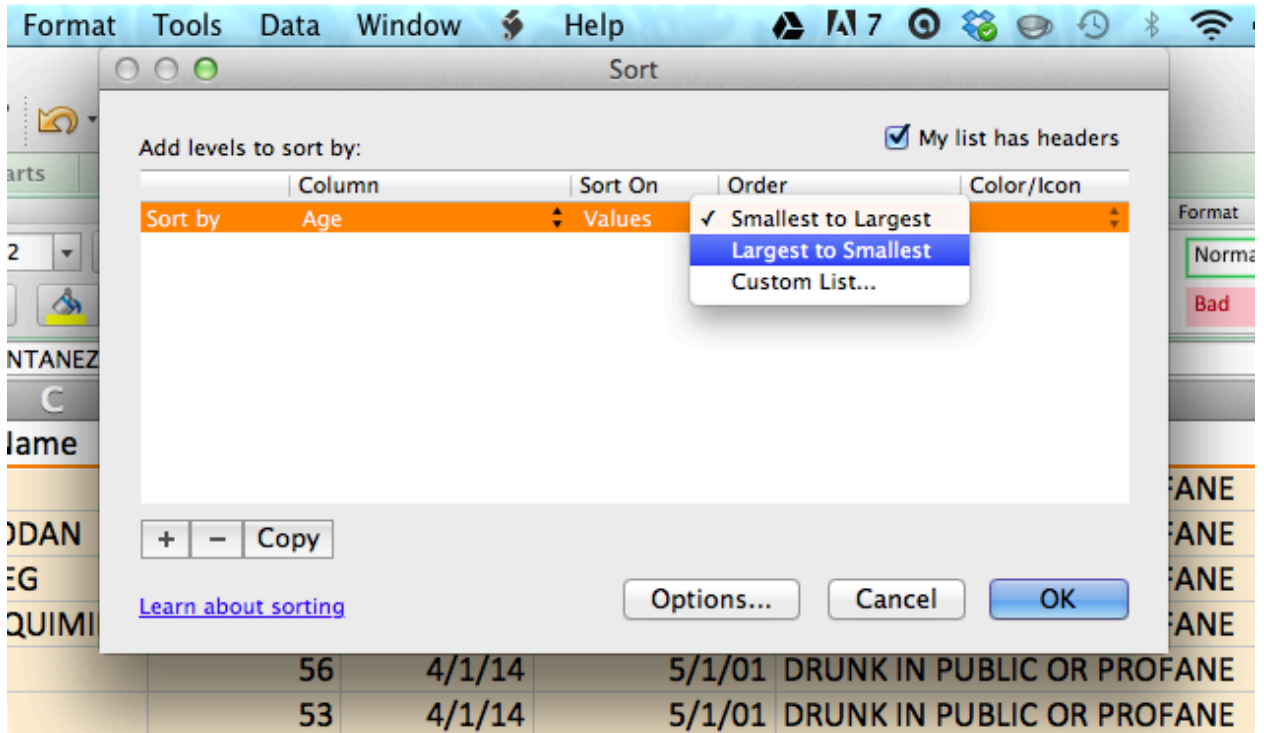 Format Tools Data Window Help 7
Sort
Add levels to sort by: My list has headers
arts
Column Sort On Order Color/Icon
Sort by Age Values Smallest to Largest Format
2 Largest to Smallest Norma
Custom List...
Bad
NTANEZ
C
Name
FANE
DDAN + − Copy FANE
EG FANE
Learn about sorting Options... Cancel OK
QUIMI FANE
56 4/1/14 5/1/01 DRUNK IN PUBLIC OR PROFANE
53 4/1/14 5/1/01 DRUNK IN PUBLIC OR PROFANE